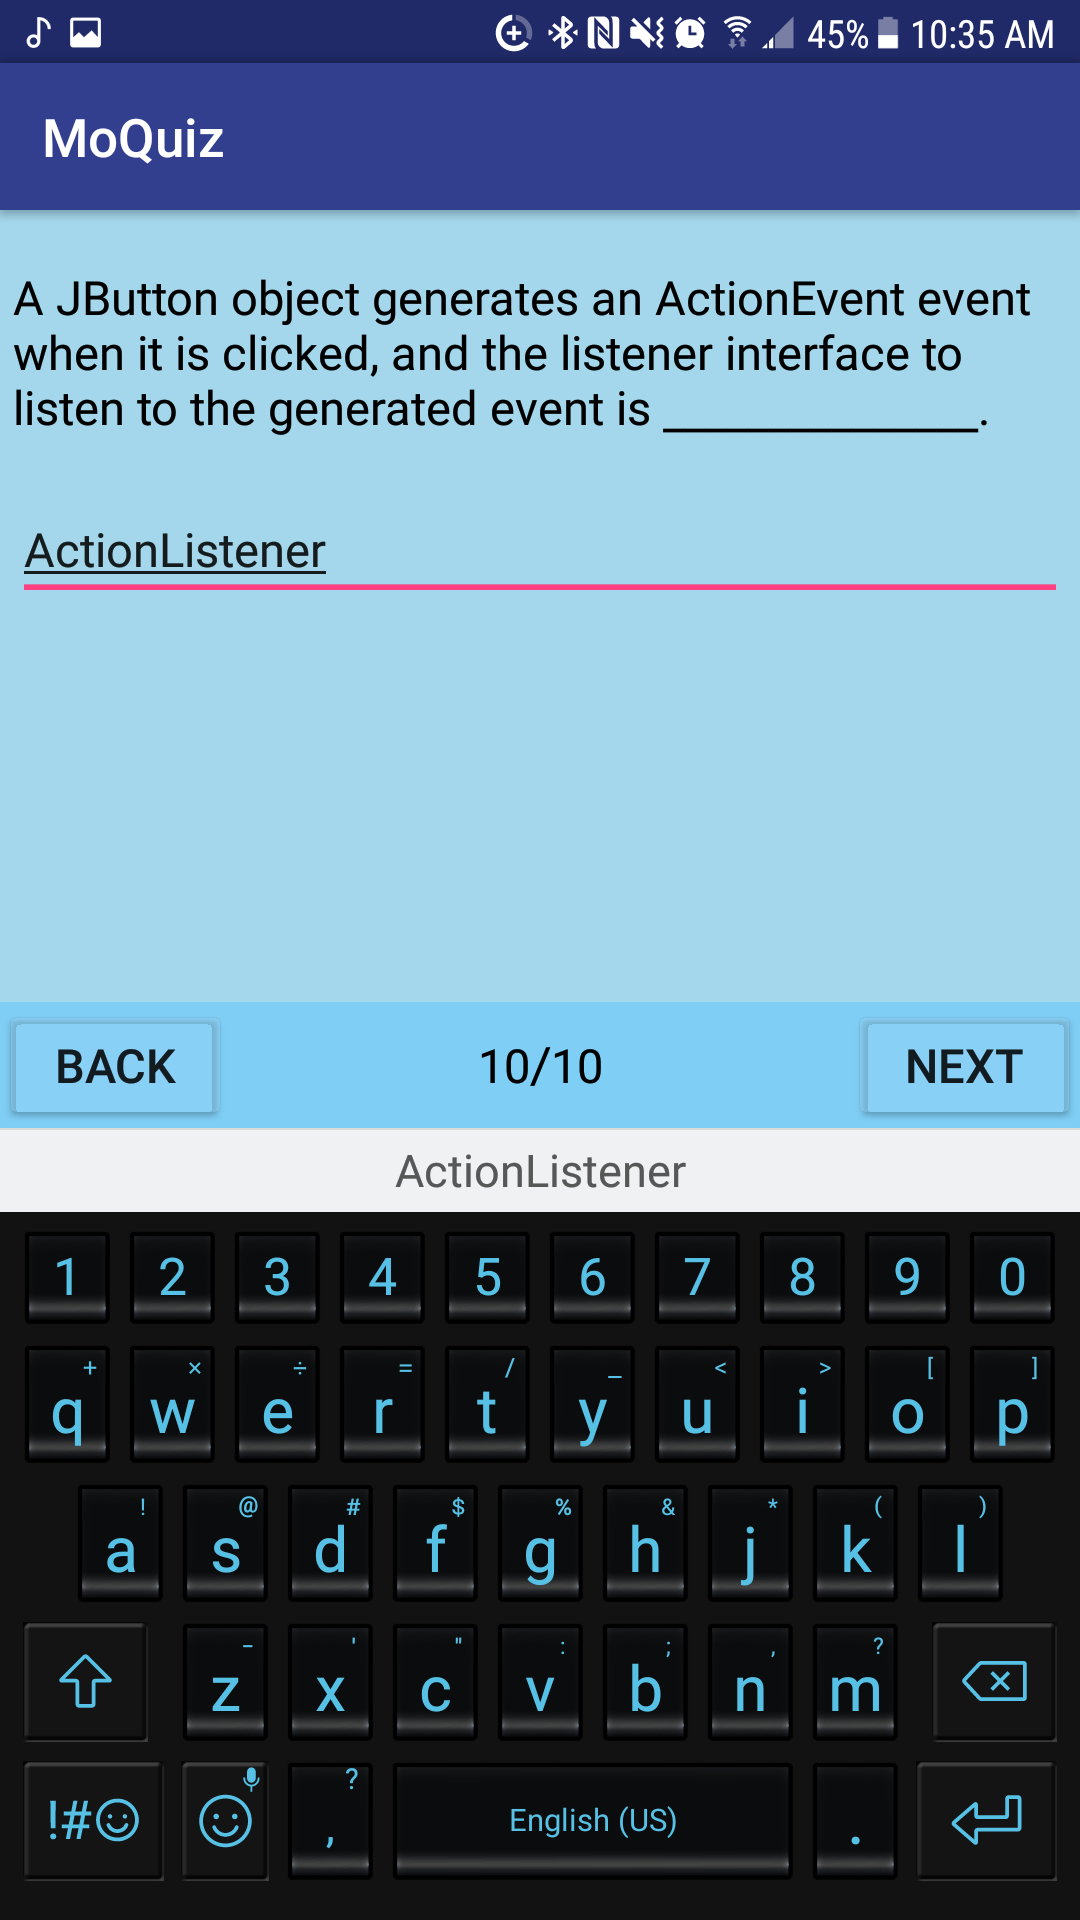 45% 10:35 AM
MoQuiz
A JButton object generates an ActionEvent event
when it is clicked, and the listener interface to
listen to the generated event is _____________.
ActionListener
BACK 10/10 NEXT
ActionListener
1 2 3 4 5 6 7 8 9 0
+ × ÷ = / _ < > [ ]
q w e r t y u i o p
! @ # $ % & * ( )
a s d f g h j k l
- ' " : ; , ?
z x c v b n m
?
!#☺ , English (US) .